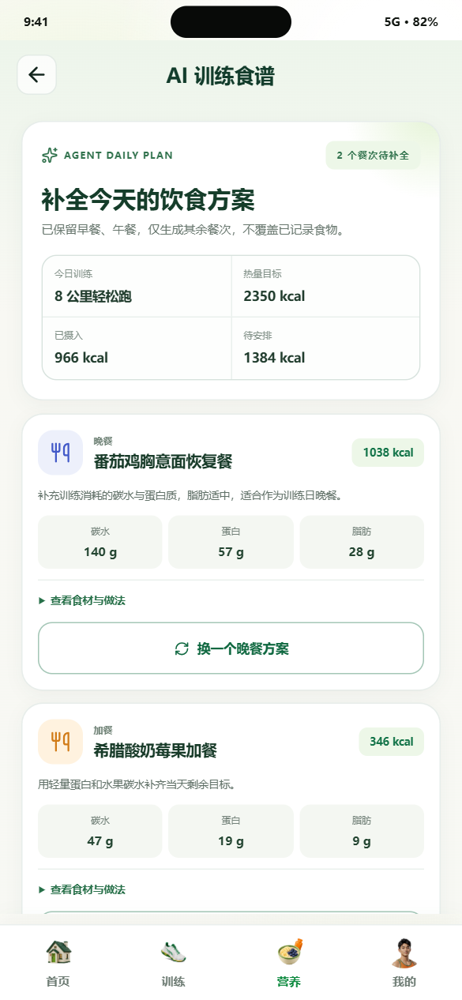 9:41
5G • 82%
AI 训练食谱
AGENT DAILY PLAN
2 个餐次待补全
补全今天的饮食方案
已保留早餐、午餐，仅生成其余餐次，不覆盖已记录食物。
今日训练
热量目标
8 公里轻松跑
2350 kcal
已摄入
待安排
966 kcal
1384 kcal
晚餐
番茄鸡胸意面恢复餐
1038 kcal
补充训练消耗的碳水与蛋白质，脂肪适中，适合作为训练日晚餐。
碳水
蛋白
脂肪
140 g
57 g
28 g
查看食材与做法
换一个晚餐方案
加餐
希腊酸奶莓果加餐
346 kcal
用轻量蛋白和水果碳水补齐当天剩余目标。
碳水
蛋白
脂肪
47 g
19 g
9 g
查看食材与做法
首页
训练
营养
我的